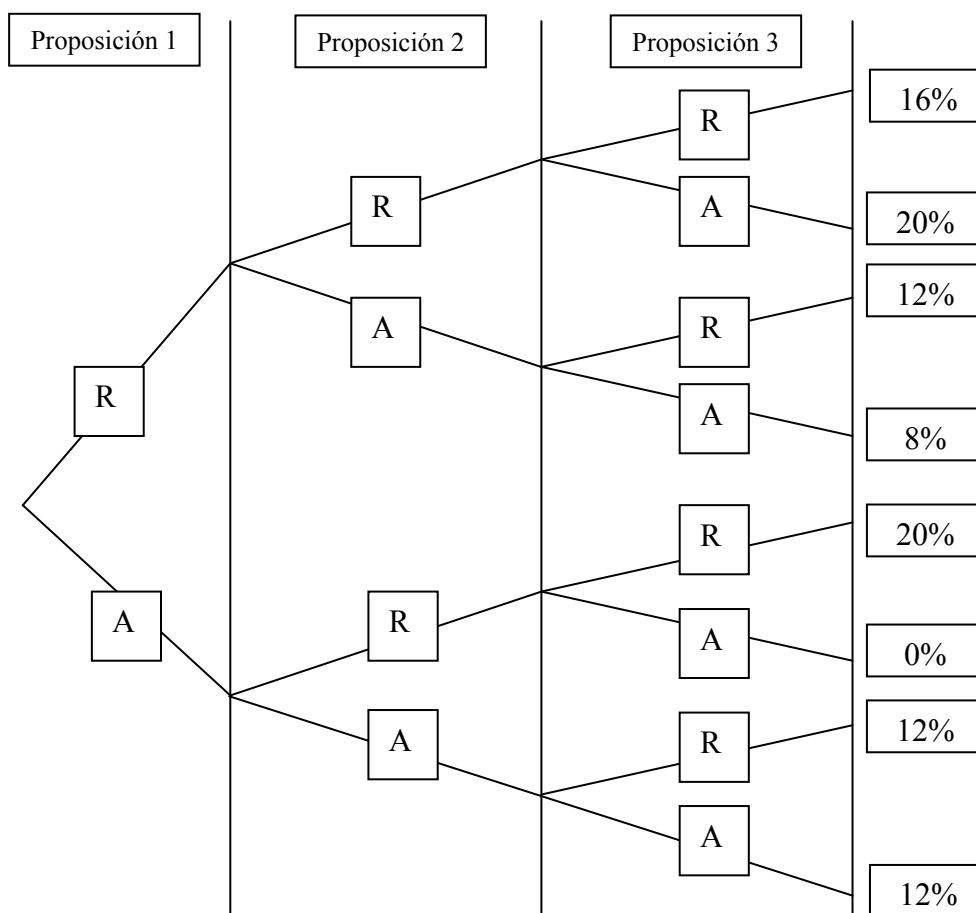 Proposición 1
Proposición 2
Proposición 3
R
16%
R
A
20%
A
R
12%
R
A
8%
R
20%
A
R
A
0%
A
R
12%
A
12%